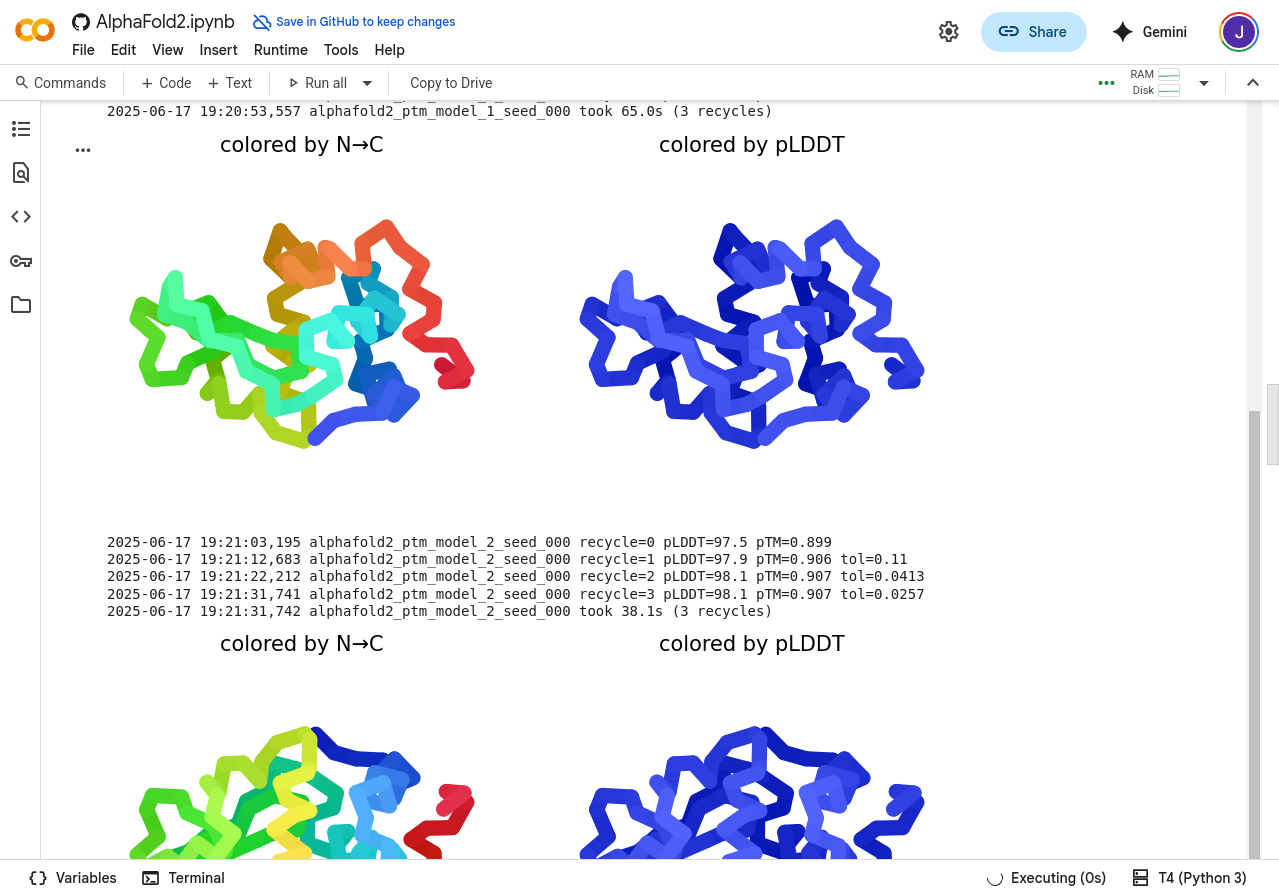 AlphaFold2.ipynb
Save in GitHub to keep changes
File Edit View Insert Runtime Tools Help
Share
Gemini
J
Commands
+ Code + Text
Run all
Copy to Drive
RAM
Disk
2025-06-17 19:20:53,557 alphafold2_ptm_model_1_seed_000 took 65.0s (3 recycles)
colored by N→C colored by pLDDT
2025-06-17 19:21:03,195 alphafold2_ptm_model_2_seed_000 recycle=0 pLDDT=97.5 pTM=0.899
2025-06-17 19:21:12,683 alphafold2_ptm_model_2_seed_000 recycle=1 pLDDT=97.9 pTM=0.906 tol=0.11
2025-06-17 19:21:22,212 alphafold2_ptm_model_2_seed_000 recycle=2 pLDDT=98.1 pTM=0.907 tol=0.0413
2025-06-17 19:21:31,741 alphafold2_ptm_model_2_seed_000 recycle=3 pLDDT=98.1 pTM=0.907 tol=0.0257
2025-06-17 19:21:31,742 alphafold2_ptm_model_2_seed_000 took 38.1s (3 recycles)
colored by N→C colored by pLDDT
Variables Terminal Executing (0s) T4 (Python 3)